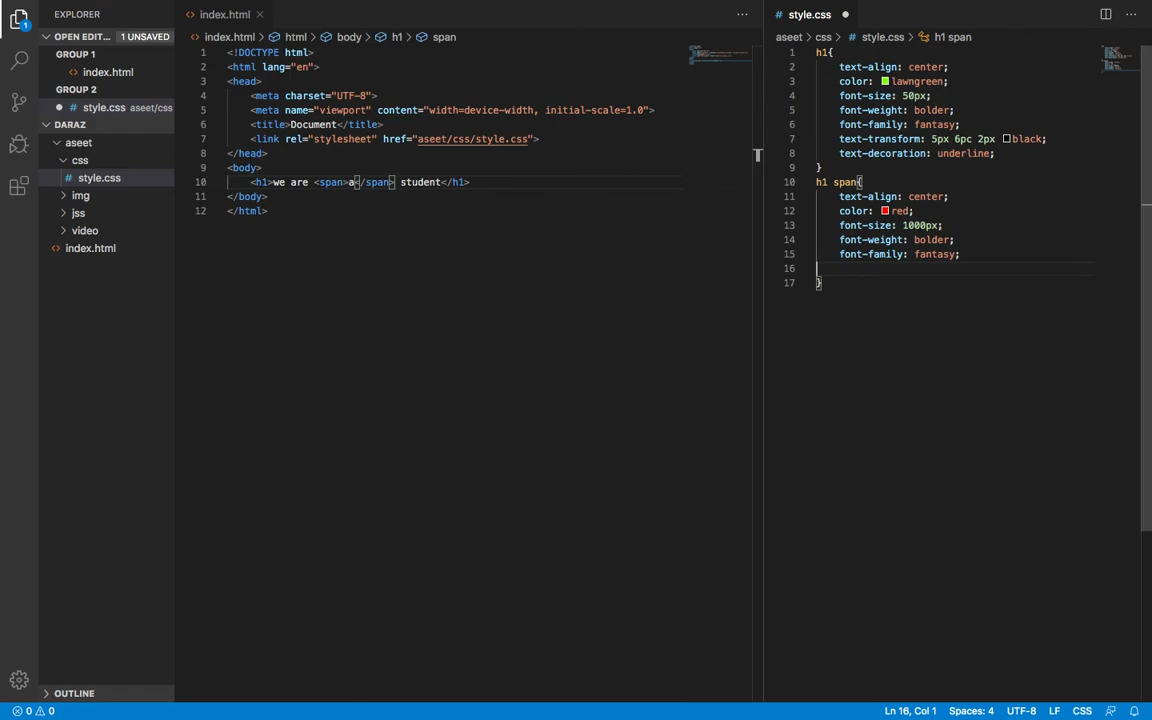 EXPLORER
OPEN EDIT... 1 UNSAVED
GROUP 1
<> index.html
GROUP 2
● # style.css aseet/css
DARAZ
aseet
css
# style.css
img
jss
video
<> index.html
OUTLINE
1
<> index.html ×
...
<> index.html > html > body > h1 > span
1 <!DOCTYPE html>
2 <html lang="en">
3 <head>
4 <meta charset="UTF-8">
5 <meta name="viewport" content="width=device-width, initial-scale=1.0">
6 <title>Document</title>
7 <link rel="stylesheet" href="aseet/css/style.css">
8 </head>
9 <body>
10 <h1>we are <span>a</span> student</h1>
11 </body>
12 </html>
# style.css ●
...
aseet > css > # style.css > h1 span
1 h1{
2 text-align: center;
3 color: lawngreen;
4 font-size: 50px;
5 font-weight: bolder;
6 font-family: fantasy;
7 text-transform: 5px 6pc 2px black;
8 text-decoration: underline;
9 }
10 h1 span{
11 text-align: center;
12 color: red;
13 font-size: 1000px;
14 font-weight: bolder;
15 font-family: fantasy;
16
17 }
0 0
Ln 16, Col 1 Spaces: 4 UTF-8 LF CSS